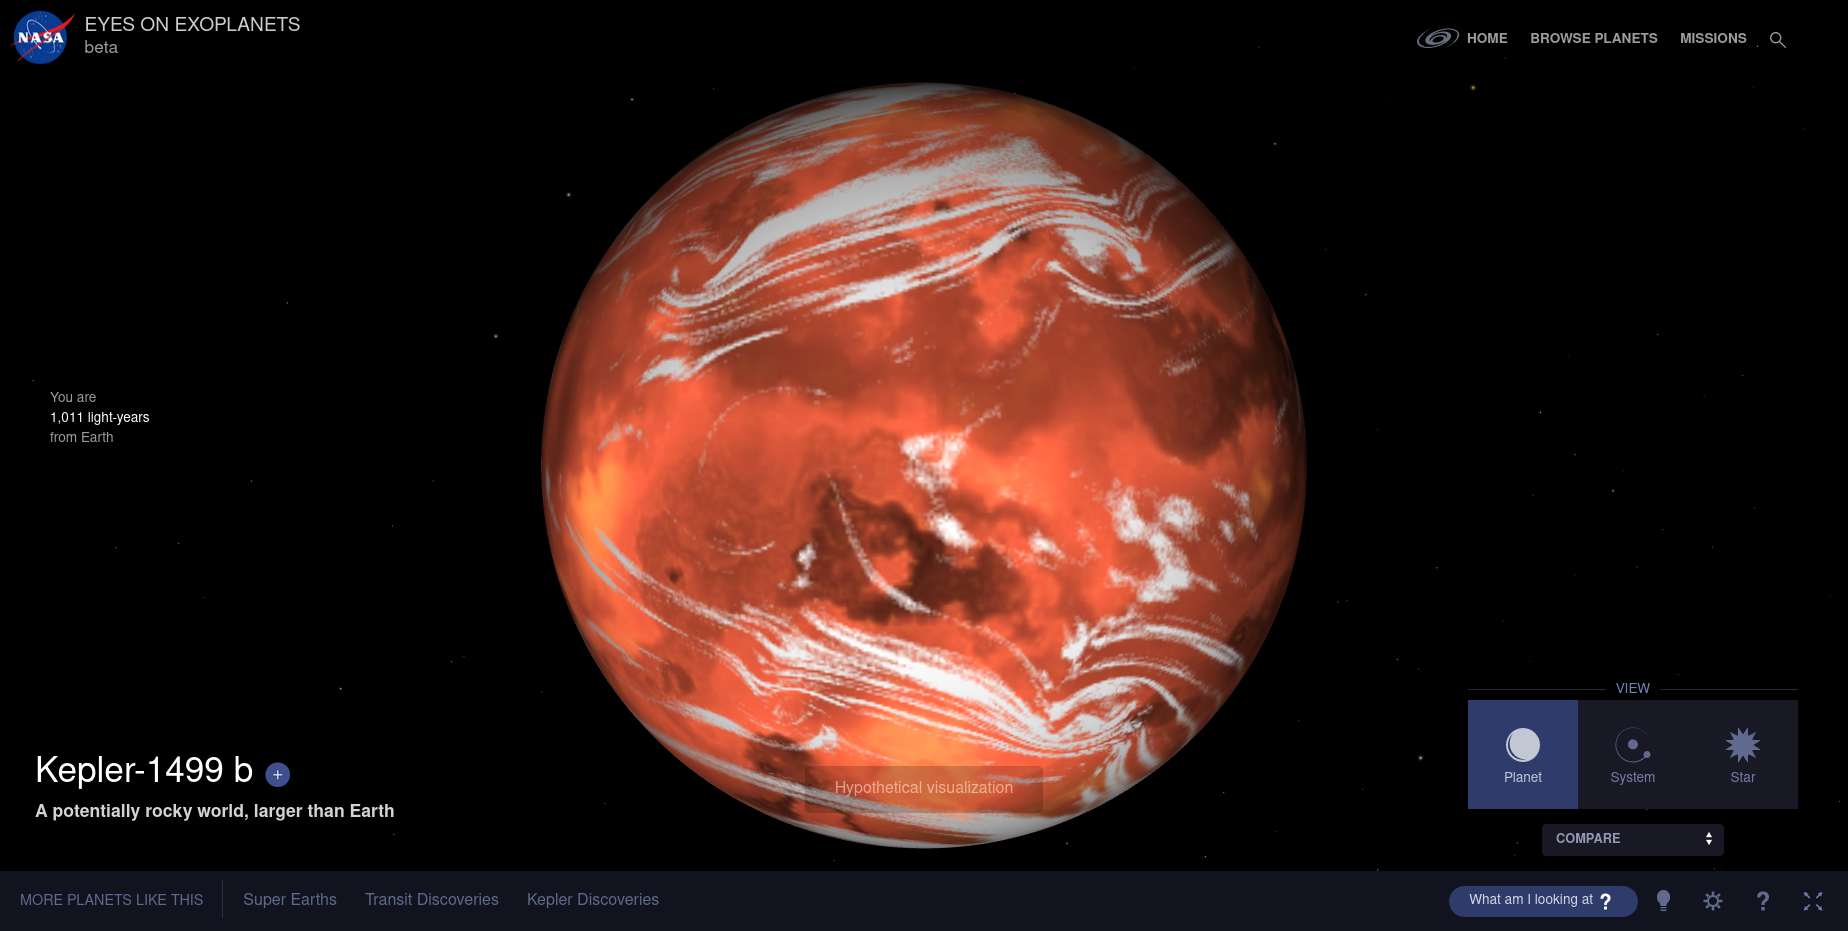 NASA
EYES ON EXOPLANETS
beta
HOME
BROWSE PLANETS
MISSIONS
You are
1,011 light-years
from Earth
Kepler-1499 b +
A potentially rocky world, larger than Earth
Hypothetical visualization
VIEW
Planet
System
Star
COMPARE
MORE PLANETS LIKE THIS
Super Earths
Transit Discoveries
Kepler Discoveries
What am I looking at ?
?